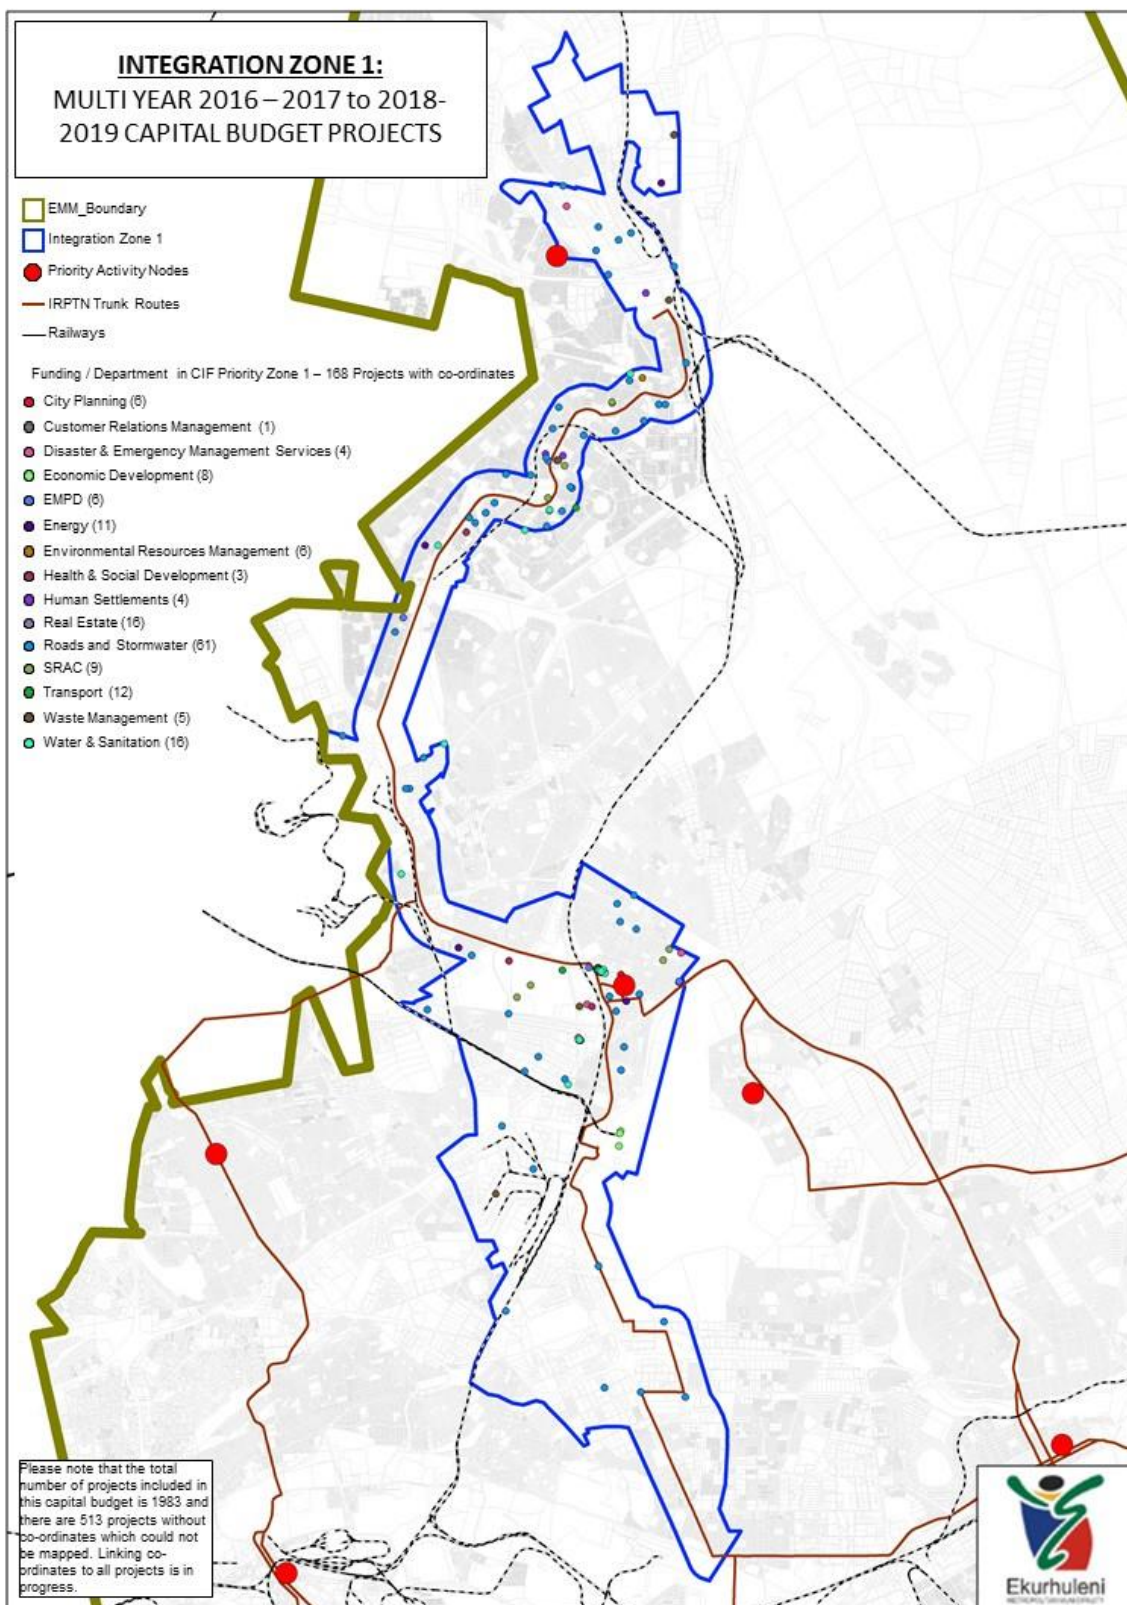 INTEGRATION ZONE 1:
MULTI YEAR 2016 – 2017 to 2018-
2019 CAPITAL BUDGET PROJECTS
EMM_Boundary
Integration Zone 1
Priority Activity Nodes
IRPTN Trunk Routes
Railways
Funding / Department in CIF Priority Zone 1 – 168 Projects with co-ordinates
City Planning (6)
Customer Relations Management (1)
Disaster & Emergency Management Services (4)
Economic Development (8)
EMPD (6)
Energy (11)
Environmental Resources Management (6)
Health & Social Development (3)
Human Settlements (4)
Real Estate (16)
Roads and Stormwater (61)
SRAC (9)
Transport (12)
Waste Management (5)
Water & Sanitation (16)
Please note that the total
number of projects included in
this capital budget is 1983 and
there are 513 projects without
co-ordinates which could not
be mapped. Linking co-
ordinates to all projects is in
progress.
Ekurhuleni
METROPOLITAN MUNICIPALITY